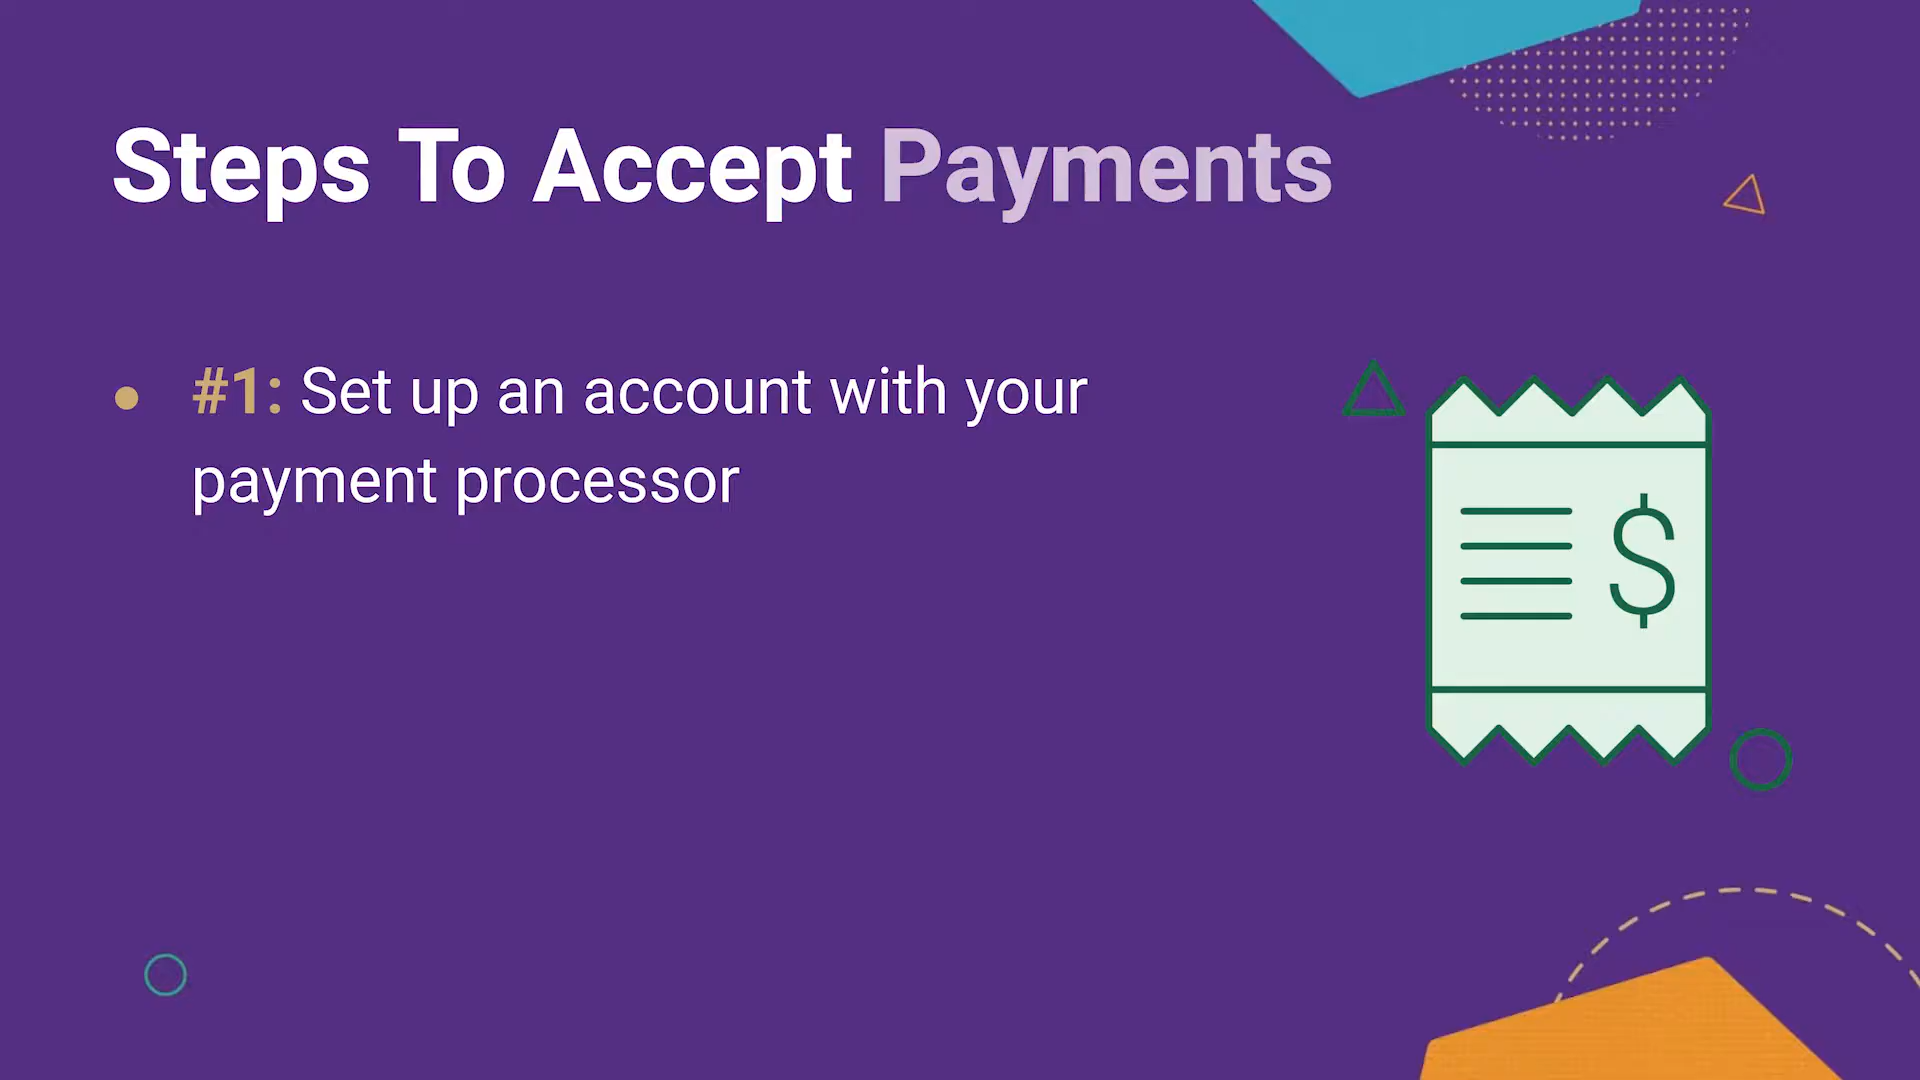 Steps To Accept Payments
• #1: Set up an account with your
payment processor
$